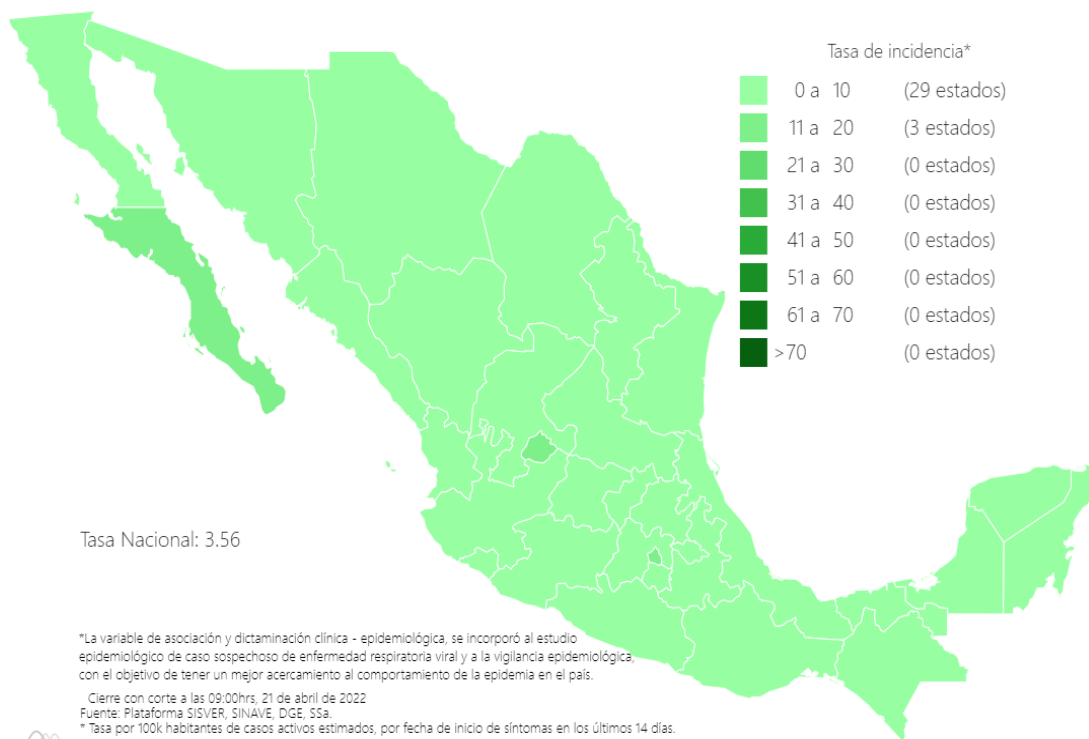 Tasa de incidencia*
0 a 10 (29 estados)
11 a 20 (3 estados)
21 a 30 (0 estados)
31 a 40 (0 estados)
41 a 50 (0 estados)
51 a 60 (0 estados)
61 a 70 (0 estados)
>70 (0 estados)
Tasa Nacional: 3.56
*La variable de asociación y dictaminación clínica - epidemiológica, se incorporó al estudio
epidemiológico de caso sospechoso de enfermedad respiratoria viral y a la vigilancia epidemiológica,
con el objetivo de tener un mejor acercamiento al comportamiento de la epidemia en el país.
Cierre con corte a las 09:00hrs, 21 de abril de 2022
Fuente: Plataforma SISVER, SINAVE, DGE, SSa.
* Tasa por 100k habitantes de casos activos estimados, por fecha de inicio de síntomas en los últimos 14 días.